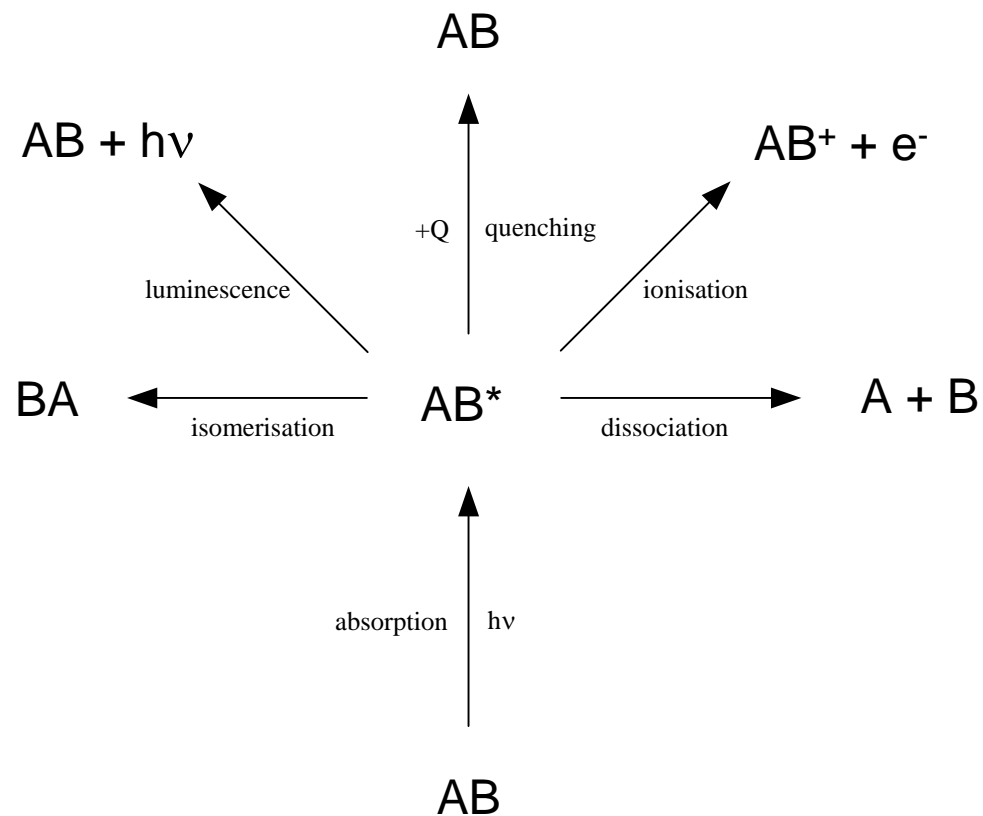 AB
AB + hν
AB⁺ + e⁻
+Q quenching
luminescence
ionisation
BA
AB*
A + B
isomerisation
dissociation
absorption hν
AB